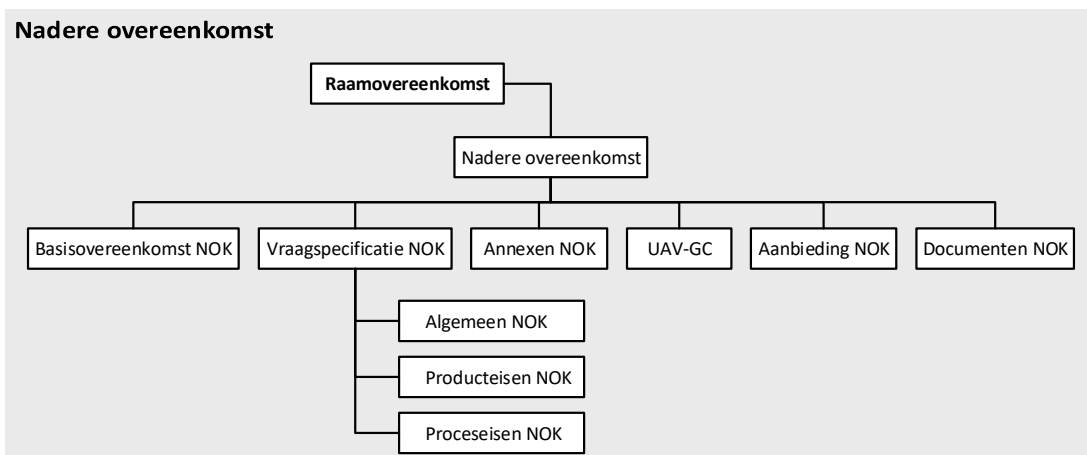 Nadere overeenkomst
Raamovereenkomst
Nadere overeenkomst
Basisovereenkomst NOK
Vraagspecificatie NOK
Annexen NOK
UAV-GC
Aanbieding NOK
Documenten NOK
Algemeen NOK
Producteisen NOK
Proceseisen NOK